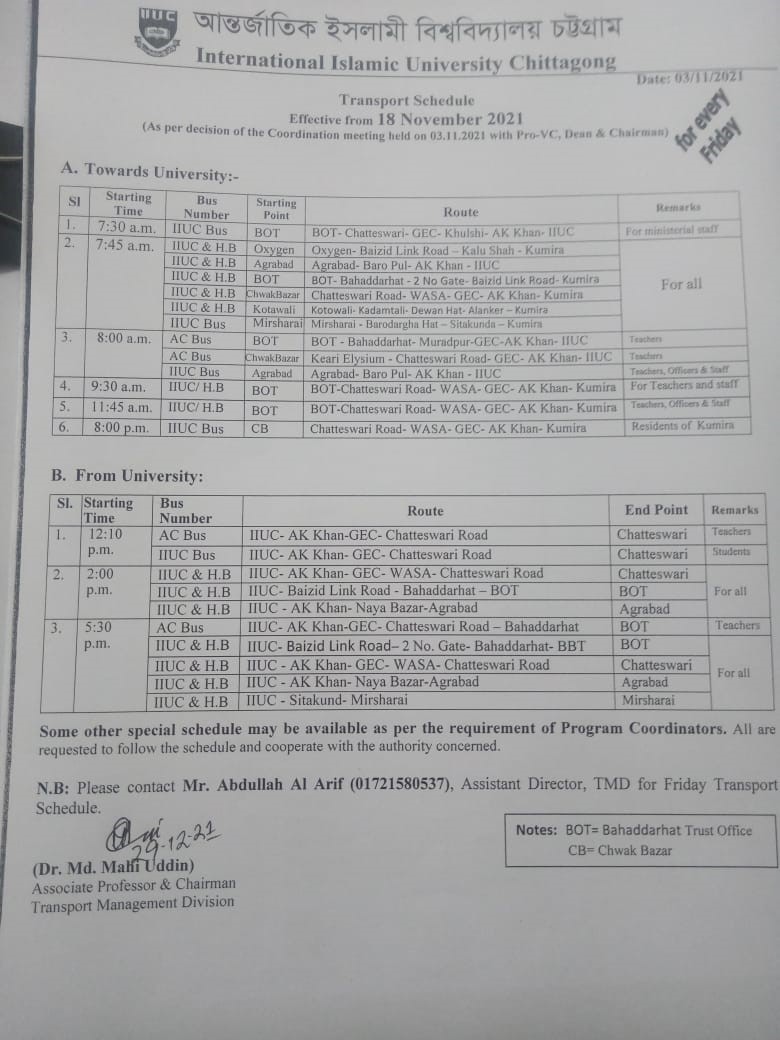 IIUC
আন্তর্জাতিক ইসলামী বিশ্ববিদ্যালয় চট্টগ্রাম
International Islamic University Chittagong
Date: 03/11/2021
Transport Schedule
Effective from 18 November 2021
(As per decision of the Coordination meeting held on 03.11.2021 with Pro-VC, Dean & Chairman)
for every
Friday
A. Towards University:-
Sl Starting Time Bus Number Starting Point Route Remarks
1. 7:30 a.m. IIUC Bus BOT BOT- Chatteswari- GEC- Khulshi- AK Khan- IIUC For ministerial staff
2. 7:45 a.m. IIUC & H.B Oxygen Oxygen- Baizid Link Road – Kalu Shah - Kumira For all
IIUC & H.B Agrabad Agrabad- Baro Pul- AK Khan - IIUC
IIUC & H.B BOT BOT- Bahaddarhat - 2 No Gate- Baizid Link Road- Kumira
IIUC & H.B ChwakBazar Chatteswari Road- WASA- GEC- AK Khan- Kumira
IIUC & H.B Kotawali Kotowali- Kadamtali- Dewan Hat- Alanker – Kumira
IIUC Bus Mirsharai Mirsharai - Barodargha Hat – Sitakunda – Kumira
3. 8:00 a.m. AC Bus BOT BOT - Bahaddarhat- Muradpur-GEC-AK Khan- IIUC Teachers
AC Bus ChwakBazar Keari Elysium - Chatteswari Road- GEC- AK Khan- IIUC Teachers
IIUC Bus Agrabad Agrabad- Baro Pul- AK Khan - IIUC Teachers, Officers & Staff
4. 9:30 a.m. IIUC/ H.B BOT BOT-Chatteswari Road- WASA- GEC- AK Khan- Kumira For Teachers and staff
5. 11:45 a.m. IIUC/ H.B BOT BOT-Chatteswari Road- WASA- GEC- AK Khan- Kumira Teachers, Officers & Staff
6. 8:00 p.m. IIUC Bus CB Chatteswari Road- WASA- GEC- AK Khan- Kumira Residents of Kumira
B. From University:
Sl. Starting Time Bus Number Route End Point Remarks
1. 12:10 p.m. AC Bus IIUC- AK Khan-GEC- Chatteswari Road Chatteswari Teachers
IIUC Bus IIUC- AK Khan- GEC- Chatteswari Road Chatteswari Students
2. 2:00 p.m. IIUC & H.B IIUC- AK Khan- GEC- WASA- Chatteswari Road Chatteswari For all
IIUC & H.B IIUC- Baizid Link Road - Bahaddarhat – BOT BOT
IIUC & H.B IIUC - AK Khan- Naya Bazar-Agrabad Agrabad
3. 5:30 p.m. AC Bus IIUC- AK Khan-GEC- Chatteswari Road – Bahaddarhat BOT Teachers
IIUC & H.B IIUC- Baizid Link Road– 2 No. Gate- Bahaddarhat- BBT BOT For all
IIUC & H.B IIUC - AK Khan- GEC- WASA- Chatteswari Road Chatteswari
IIUC & H.B IIUC - AK Khan- Naya Bazar-Agrabad Agrabad
IIUC & H.B IIUC - Sitakund- Mirsharai Mirsharai
Some other special schedule may be available as per the requirement of Program Coordinators. All are
requested to follow the schedule and cooperate with the authority concerned.
N.B: Please contact Mr. Abdullah Al Arif (01721580537), Assistant Director, TMD for Friday Transport
Schedule.
29-12-21
(Dr. Md. Mahi Uddin)
Associate Professor & Chairman
Transport Management Division
Notes: BOT= Bahaddarhat Trust Office
CB= Chwak Bazar